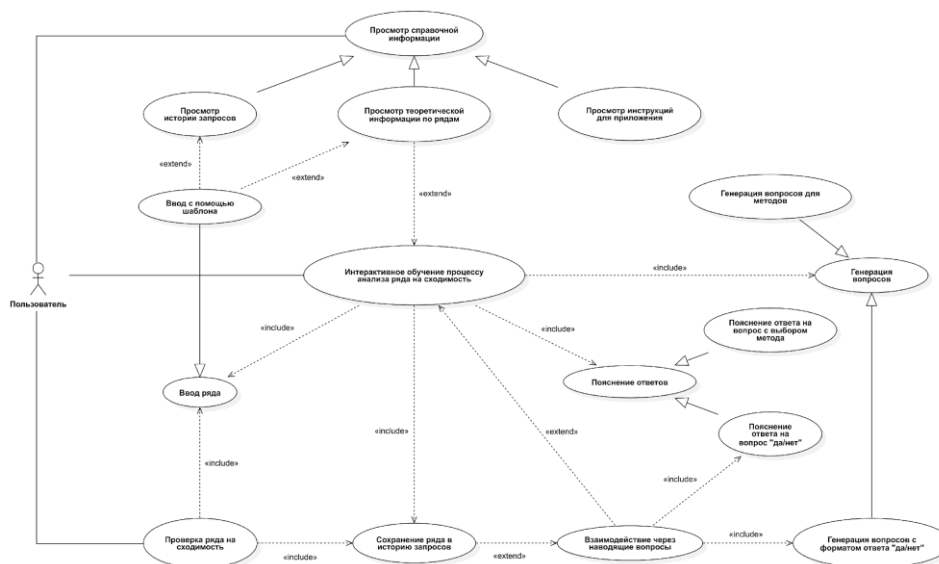 Просмотр справочной
информации
Просмотр
истории запросов
Просмотр теоретической
информации по рядам
Просмотр инструкций
для приложения
«extend»
«extend»
«extend»
Ввод с помощью
шаблона
Генерация вопросов для
методов
Пользователь
Интерактивное обучение процессу
анализа ряда на сходимость
«include»
Генерация
вопросов
«include»
«include»
Пояснение ответа на
вопрос с выбором
метода
Ввод ряда
Пояснение ответов
«include»
«extend»
Пояснение
ответа на
вопрос "да/нет"
«include»
«include»
Проверка ряда на
сходимость
«include»
Сохранение ряда в
историю запросов
«extend»
Взаимодействие через
наводящие вопросы
«include»
Генерация вопросов с
форматом ответа "да/нет"